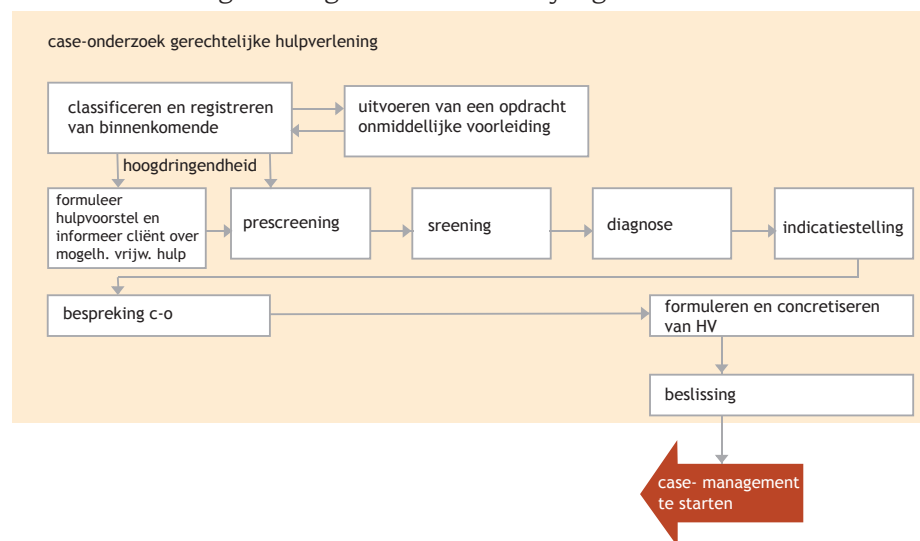 case-onderzoek gerechtelijke hulpverlening
classificeren en registreren
van binnenkomende
uitvoeren van een opdracht
onmiddellijke voorleiding
hoogdringendheid
formuleer
hulpvoorstel en
informeer cliënt over
mogelh. vrijw. hulp
prescreening
sreening
diagnose
indicatiestelling
bespreking c-o
formuleren en concretiseren
van HV
beslissing
case- management
te starten